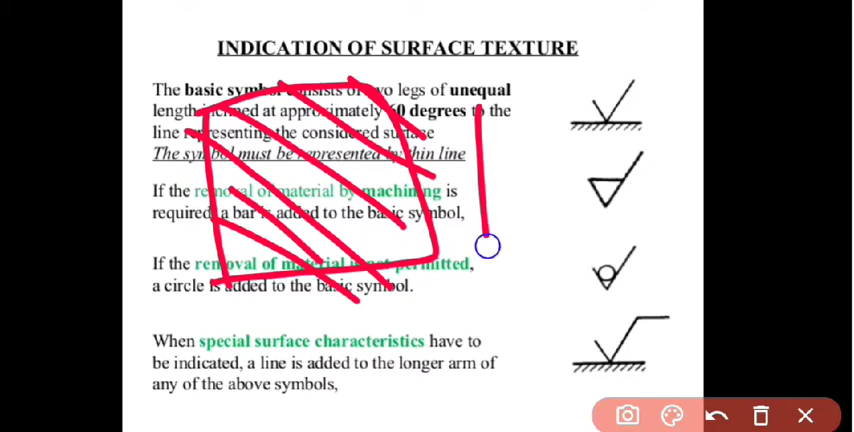 INDICATION OF SURFACE TEXTURE
The basic symbol consists of two legs of unequal
length inclined at approximately 60 degrees to the
line representing the considered surface
The symbol must be represented by thin line
If the removal of material by machining is
required, a bar is added to the basic symbol,
If the removal of material is not permitted,
a circle is added to the basic symbol.
When special surface characteristics have to
be indicated, a line is added to the longer arm of
any of the above symbols,